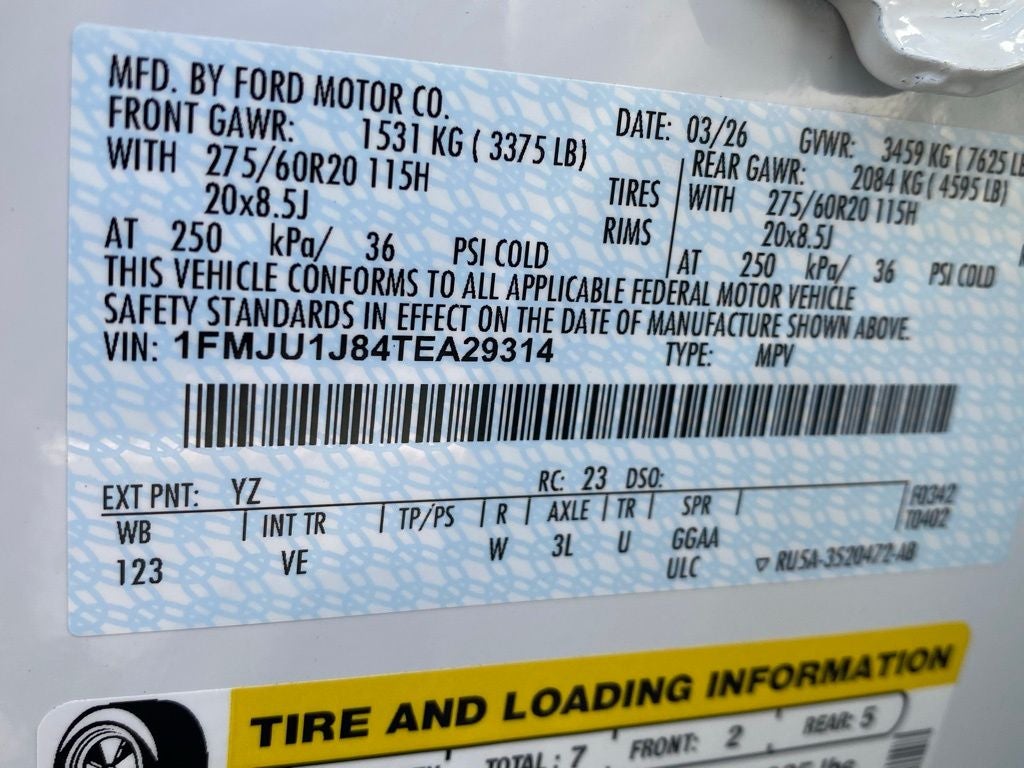 MFD. BY FORD MOTOR CO.
DATE: 03/26 GVWR: 3459 KG ( 7625 LB
FRONT GAWR: 1531 KG ( 3375 LB) REAR GAWR: 2084 KG ( 4595 LB)
WITH 275/60R20 115H TIRES WITH 275/60R20 115H
20x8.5J RIMS 20x8.5J
AT 250 kPa/ 36 PSI COLD AT 250 kPa/ 36 PSI COLD
THIS VEHICLE CONFORMS TO ALL APPLICABLE FEDERAL MOTOR VEHICLE
SAFETY STANDARDS IN EFFECT ON THE DATE OF MANUFACTURE SHOWN ABOVE.
VIN: 1FMJU1J84TEA29314 TYPE: MPV
EXT PNT: YZ RC: 23 DSO:
WB | INT TR | TP/PS | R | AXLE | TR | SPR | F0342
T0402
123 VE W 3L U GGAA
ULC ▽ RU5A-3520472-AB
TIRE AND LOADING INFORMATION
TOTAL: 7 FRONT: 2 REAR: 5